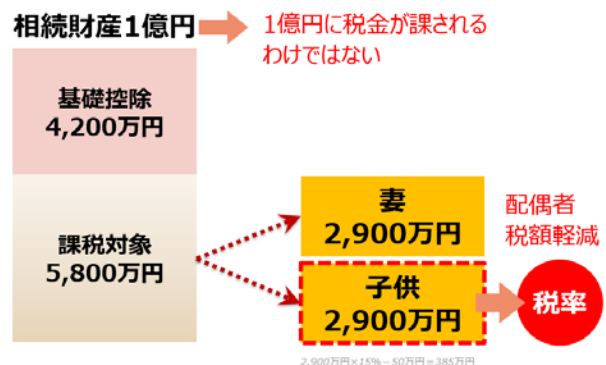 相続財産1億円
1億円に税金が課される
わけではない
基礎控除
4,200万円
課税対象
5,800万円
妻
2,900万円
配偶者
税額軽減
子供
2,900万円
税率
2,900万円×15%－50万円＝385万円